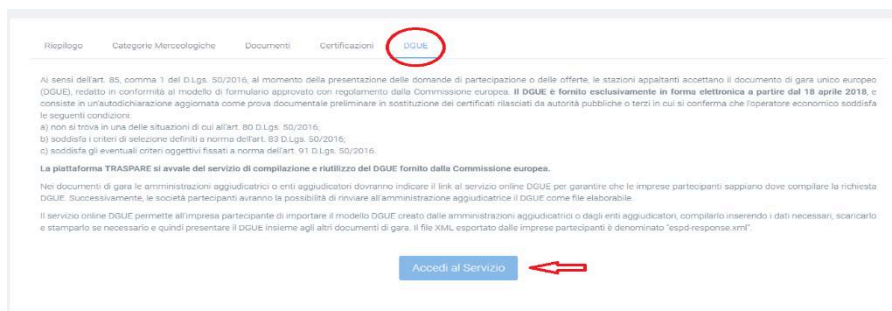 Riepilogo Categorie Merceologiche Documenti Certificazioni DGUE
Ai sensi dell'art. 85, comma 1 del D.Lgs. 50/2016, al momento della presentazione delle domande di partecipazione o delle offerte, le stazioni appaltanti accettano il documento di gara unico europeo
(DGUE), redatto in conformità al modello di formulario approvato con regolamento dalla Commissione europea. Il DGUE è fornito esclusivamente in forma elettronica a partire dal 18 aprile 2018, e
consiste in un'autodichiarazione aggiornata come prova documentale preliminare in sostituzione dei certificati rilasciati da autorità pubbliche o terzi in cui si conferma che l'operatore economico soddisfa
le seguenti condizioni:
a) non si trova in una delle situazioni di cui all'art. 80 D.Lgs. 50/2016;
b) soddisfa i criteri di selezione definiti a norma dell'art. 83 D.Lgs. 50/2016;
c) soddisfa gli eventuali criteri oggettivi fissati a norma dell'art. 91 D.Lgs. 50/2016.
La piattaforma TRASPARE si avvale del servizio di compilazione e riutilizzo del DGUE fornito dalla Commissione europea.
Nei documenti di gara le amministrazioni aggiudicatrici o enti aggiudicatori dovranno indicare il link al servizio online DGUE per garantire che le imprese partecipanti sappiano dove compilare la richiesta
DGUE. Successivamente, le società partecipanti avranno la possibilità di rinviare all'amministrazione aggiudicatrice il DGUE come file elaborabile.
Il servizio online DGUE permette all'impresa partecipante di importare il modello DGUE creato dalle amministrazioni aggiudicatrici o dagli enti aggiudicatori, compilarlo inserendo i dati necessari, scaricarlo
e stamparlo se necessario e quindi presentare il DGUE insieme agli altri documenti di gara. Il file XML esportato dalle imprese partecipanti è denominato "espd-response.xml".
Accedi al Servizio